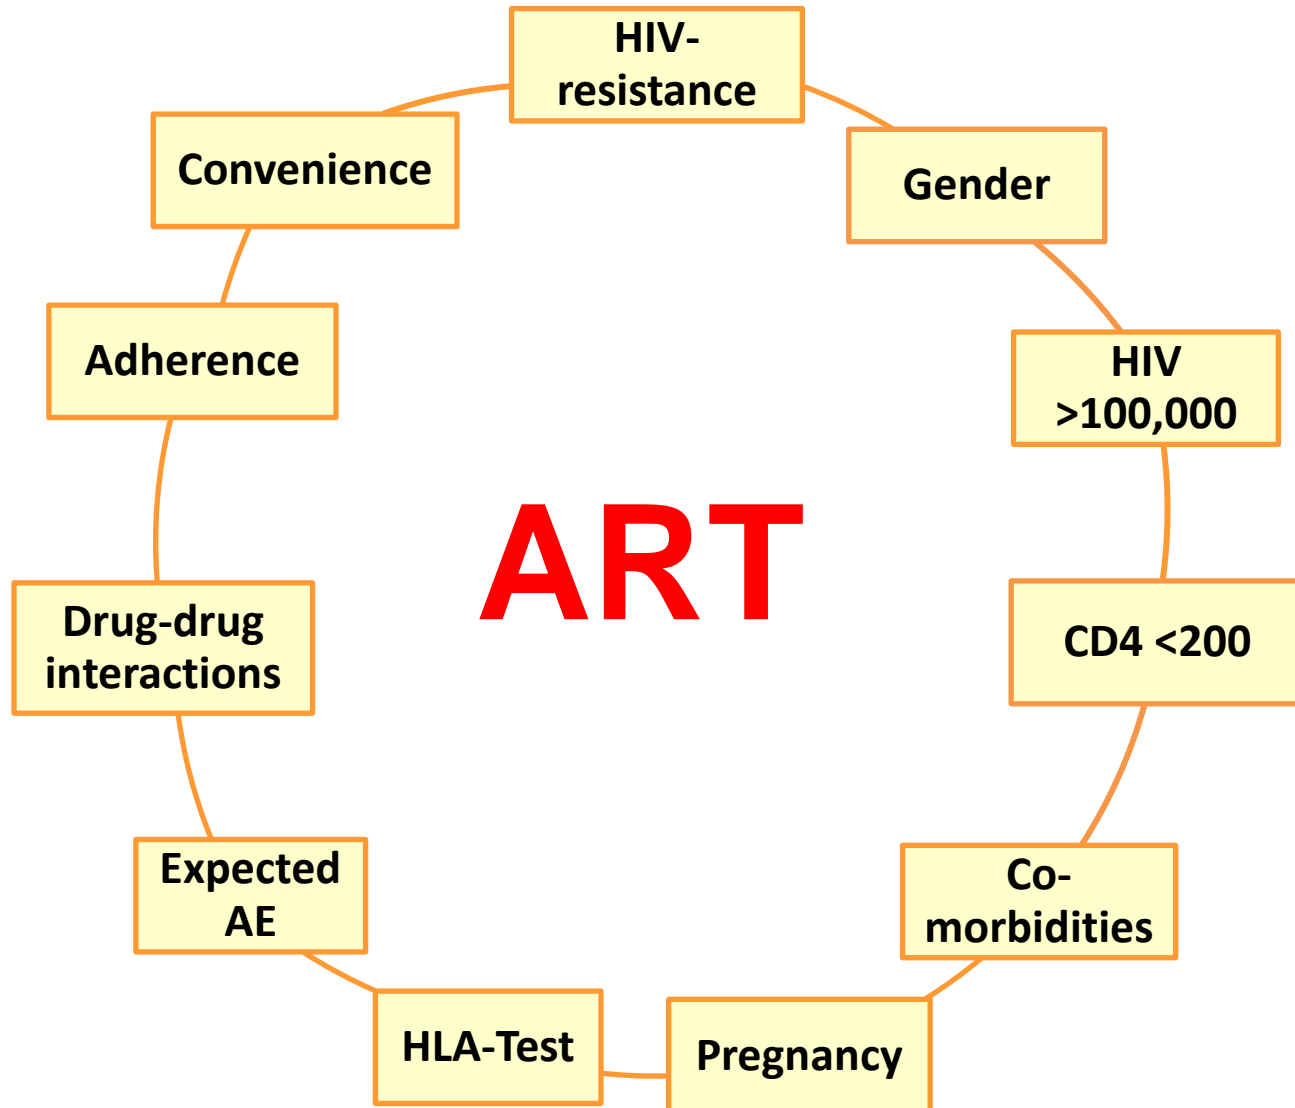 HIV-
resistance
Convenience
Gender
Adherence
HIV
>100,000
ART
Drug-drug
interactions
CD4 <200
Expected
AE
Co-
morbidities
HLA-Test
Pregnancy